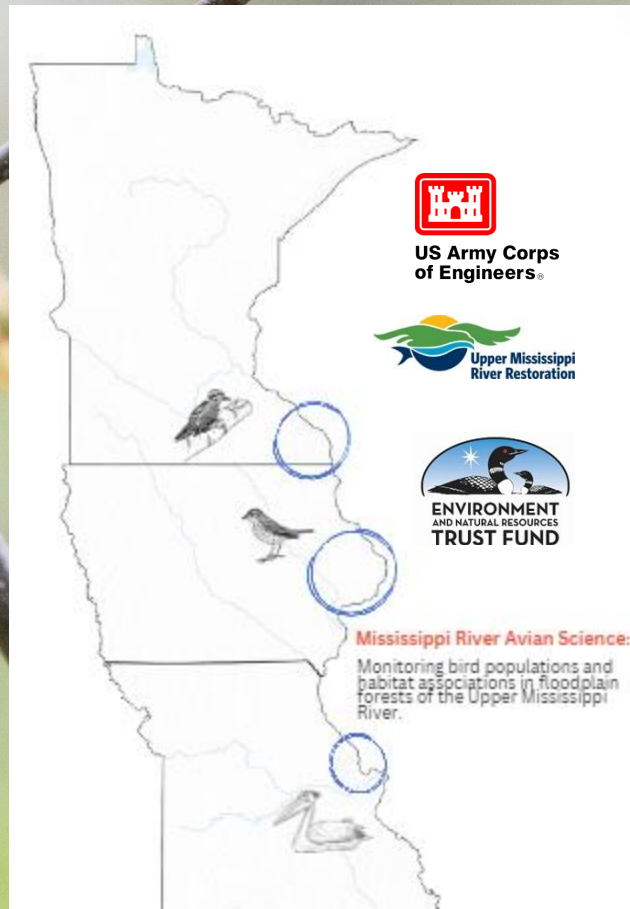 US Army Corps
of Engineers®
Upper Mississippi
River Restoration
ENVIRONMENT
AND NATURAL RESOURCES
TRUST FUND
Mississippi River Avian Science:
Monitoring bird populations and
habitat associations in floodplain
forests of the Upper Mississippi
River.